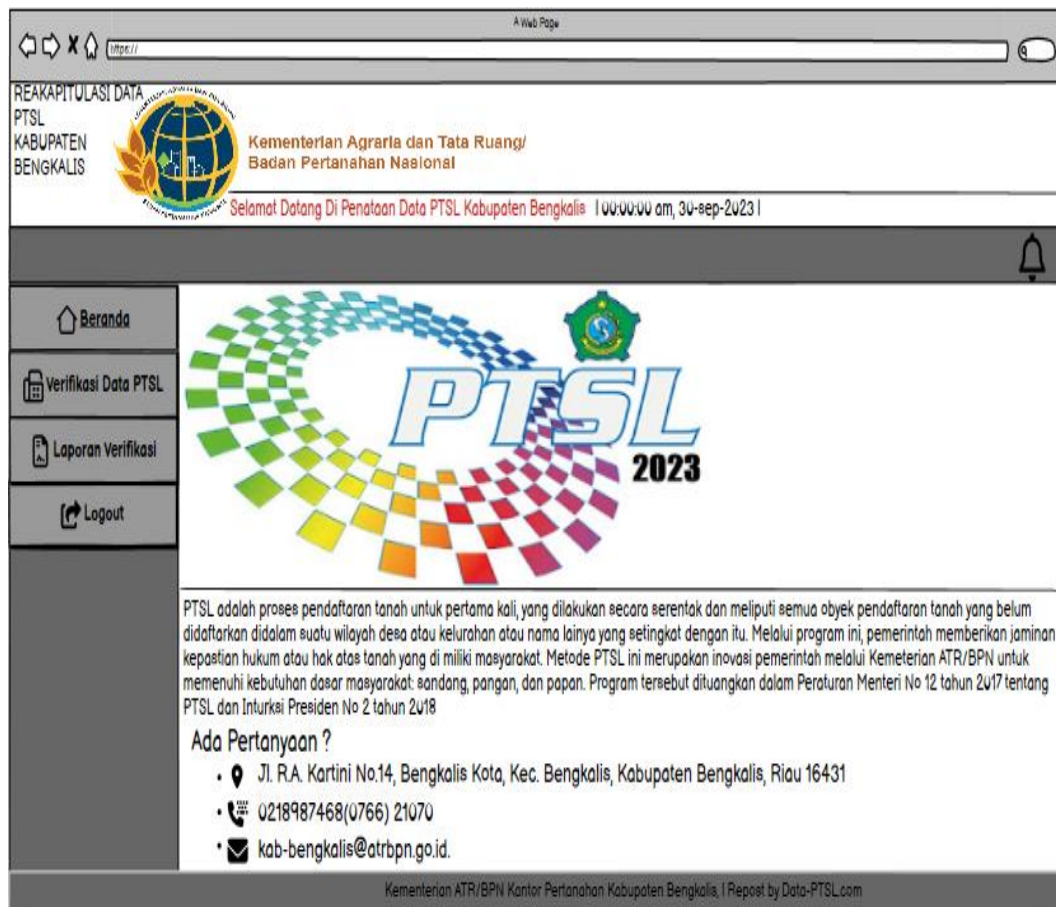 A Web Page
https://
REAKAPITULASI DATA
PTSL
KABUPATEN
BENGKALIS
Kementerian Agraria dan Tata Ruang/
Badan Pertanahan Nasional
Selamat Datang Di Penataan Data PTSL Kabupaten Bengkalis | 00:00:00 am, 30-sep-2023 |
Beranda
Verifikasi Data PTSL
Laporan Verifikasi
Logout
PTSL
2023
PTSL adalah proses pendaftaran tanah untuk pertama kali, yang dilakukan secara serentak dan meliputi semua obyek pendaftaran tanah yang belum
didaftarkan didalam suatu wilayah desa atau kelurahan atau nama lainya yang setingkat dengan itu. Melalui program ini, pemerintah memberikan jaminan
kepastian hukum atau hak atas tanah yang di miliki masyarakat. Metode PTSL ini merupakan inovasi pemerintah melalui Kemeterian ATR/BPN untuk
memenuhi kebutuhan dasar masyarakat: sandang, pangan, dan papan. Program tersebut dituangkan dalam Peraturan Menteri No 12 tahun 2017 tentang
PTSL dan Inturksi Presiden No 2 tahun 2018
Ada Pertanyaan ?
• Jl. R.A. Kartini No.14, Bengkalis Kota, Kec. Bengkalis, Kabupaten Bengkalis, Riau 16431
• 0218987468(0766) 21070
• kab-bengkalis@atrbpn.go.id.
Kementerian ATR/BPN Kantor Pertanahan Kabupaten Bengkalis, | Repost by Data-PTSL.com